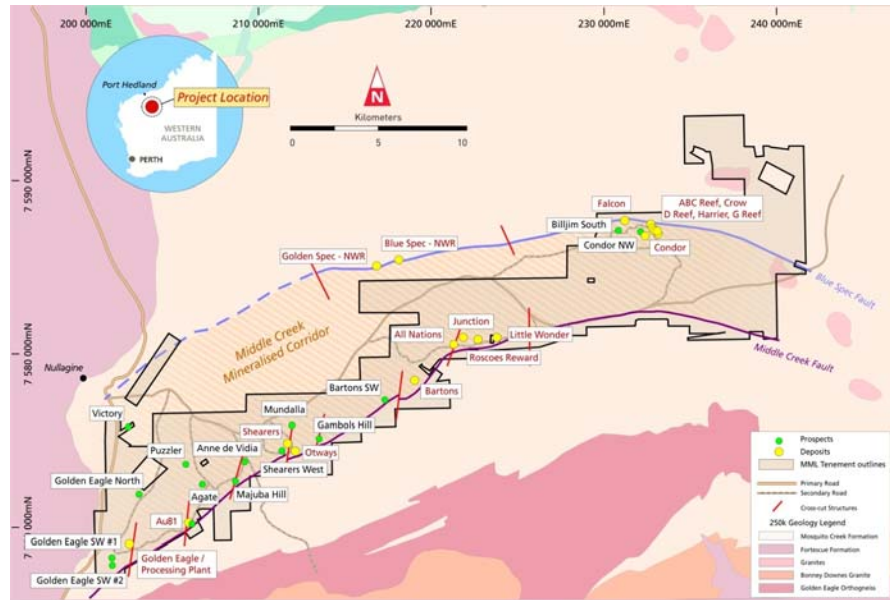 200 000mE
210 000mE
220 000mE
230 000mE
240 000mE
Port Hedland
Project Location
WESTERN
AUSTRALIA
PERTH
N
Kilometers
0
5
10
7 590 000mN
7 580 000mN
Falcon
ABC Reef, Crow
D Reef, Harrier, G Reef
Billjim South
Condor NW
Condor
Blue Spec - NWR
Golden Spec - NWR
Blue Spec Fault
Middle Creek
Mineralised Corridor
Junction
All Nations
Little Wonder
Roscoes Reward
Middle Creek Fault
Nullagine
Bartons SW
Bartons
Victory
Mundalla
Shearers
Gambols Hill
Puzzler
Anne de Vidia
Otways
Shearers West
Golden Eagle North
Agate
Majuba Hill
AuB1
Golden Eagle SW #1
Golden Eagle /
Processing Plant
Golden Eagle SW #2
Prospects
Deposits
MML Tenement outlines
Primary Road
Secondary Road
Cross-cut Structures
250k Geology Legend
Mosquito Creek Formation
Fortescue Formation
Granites
Bonney Downes Granite
Golden Eagle Orthogneiss